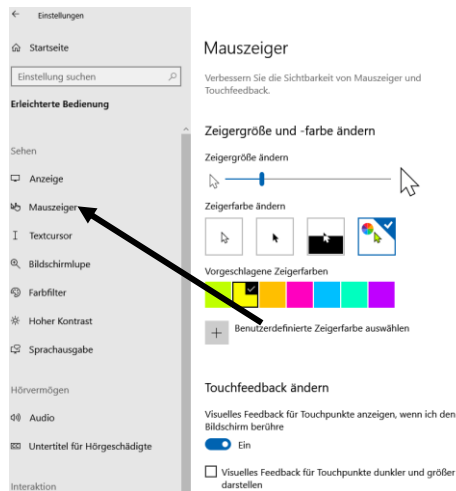 Einstellungen
Startseite
Einstellung suchen
Erleichterte Bedienung
Sehen
Anzeige
Mauszeiger
Textcursor
Bildschirmlupe
Farbfilter
Hoher Kontrast
Sprachausgabe
Hörvermögen
Audio
Untertitel für Hörgeschädigte
Interaktion
Mauszeiger
Verbessern Sie die Sichtbarkeit von Mauszeiger und
Touchfeedback.
Zeigergröße und -farbe ändern
Zeigergröße ändern
Zeigerfarbe ändern
Vorgeschlagene Zeigerfarben
Benutzerdefinierte Zeigerfarbe auswählen
Touchfeedback ändern
Visuelles Feedback für Touchpunkte anzeigen, wenn ich den
Bildschirm berühre
Ein
Visuelles Feedback für Touchpunkte dunkler und größer
darstellen